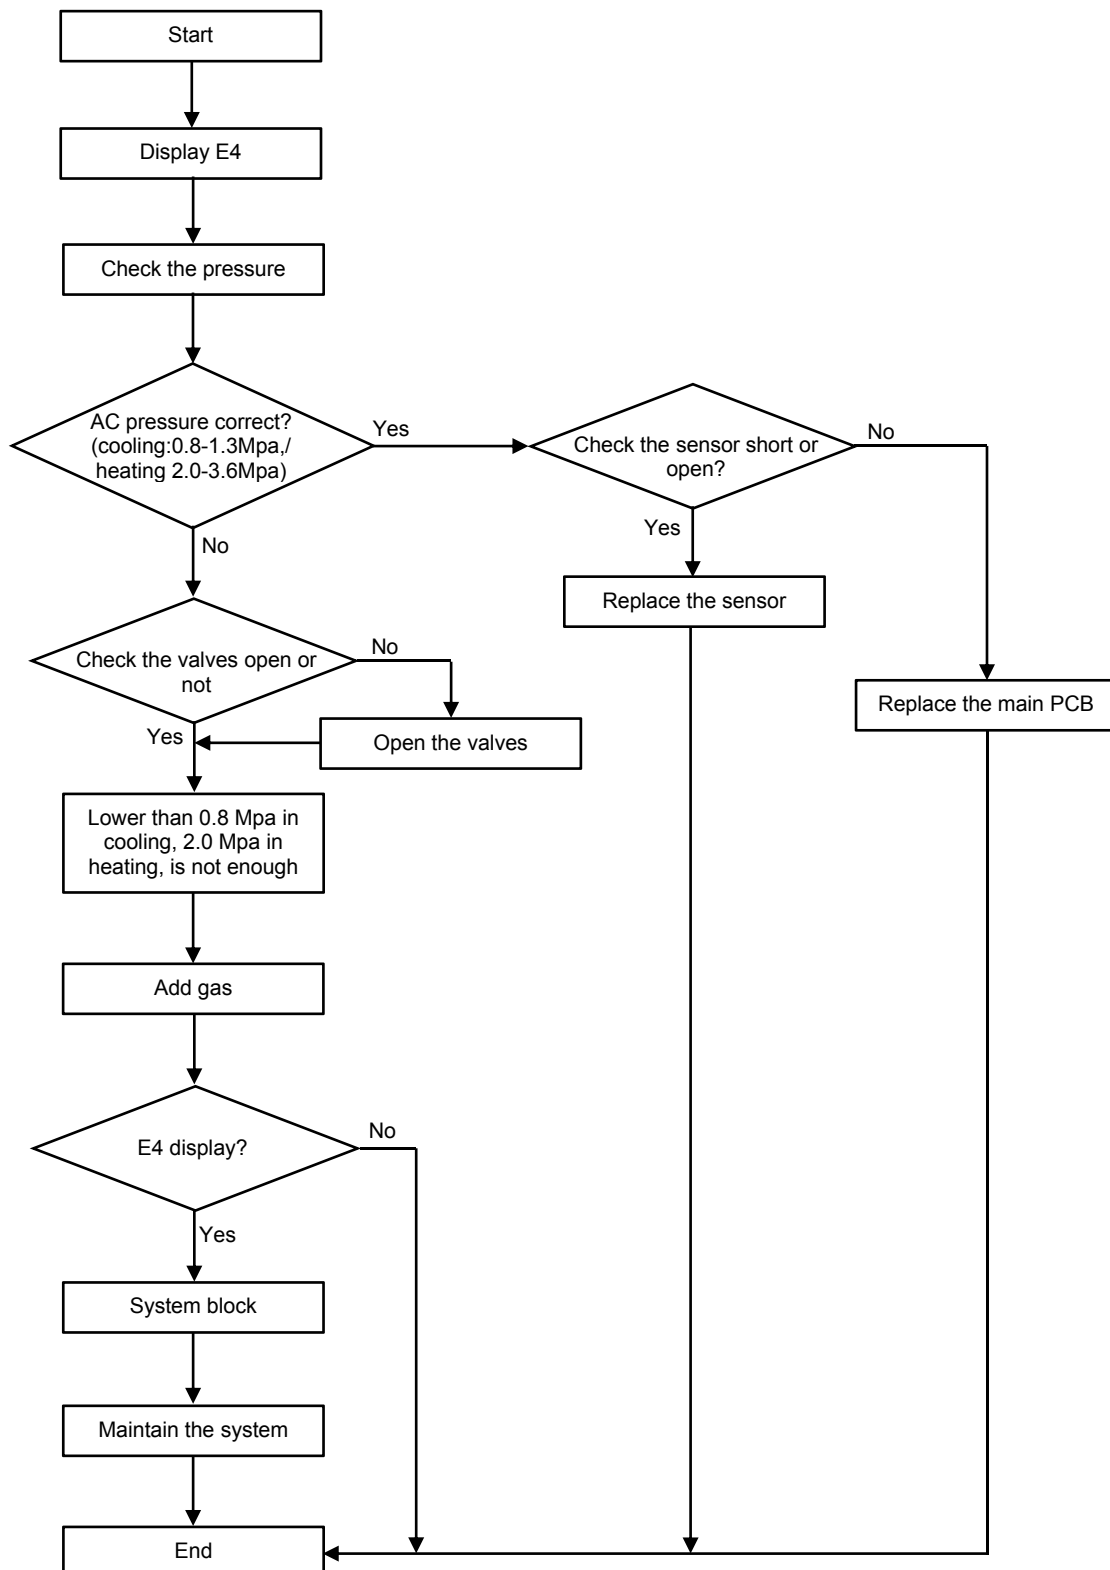 Start
Display E4
Check the pressure
AC pressure correct?
(cooling:0.8-1.3Mpa,/
heating 2.0-3.6Mpa)
Yes
No
Check the sensor short or
open?
No
Yes
Replace the sensor
Replace the main PCB
Check the valves open or
not
No
Yes
Open the valves
Lower than 0.8 Mpa in
cooling, 2.0 Mpa in
heating, is not enough
Add gas
E4 display?
No
Yes
System block
Maintain the system
End